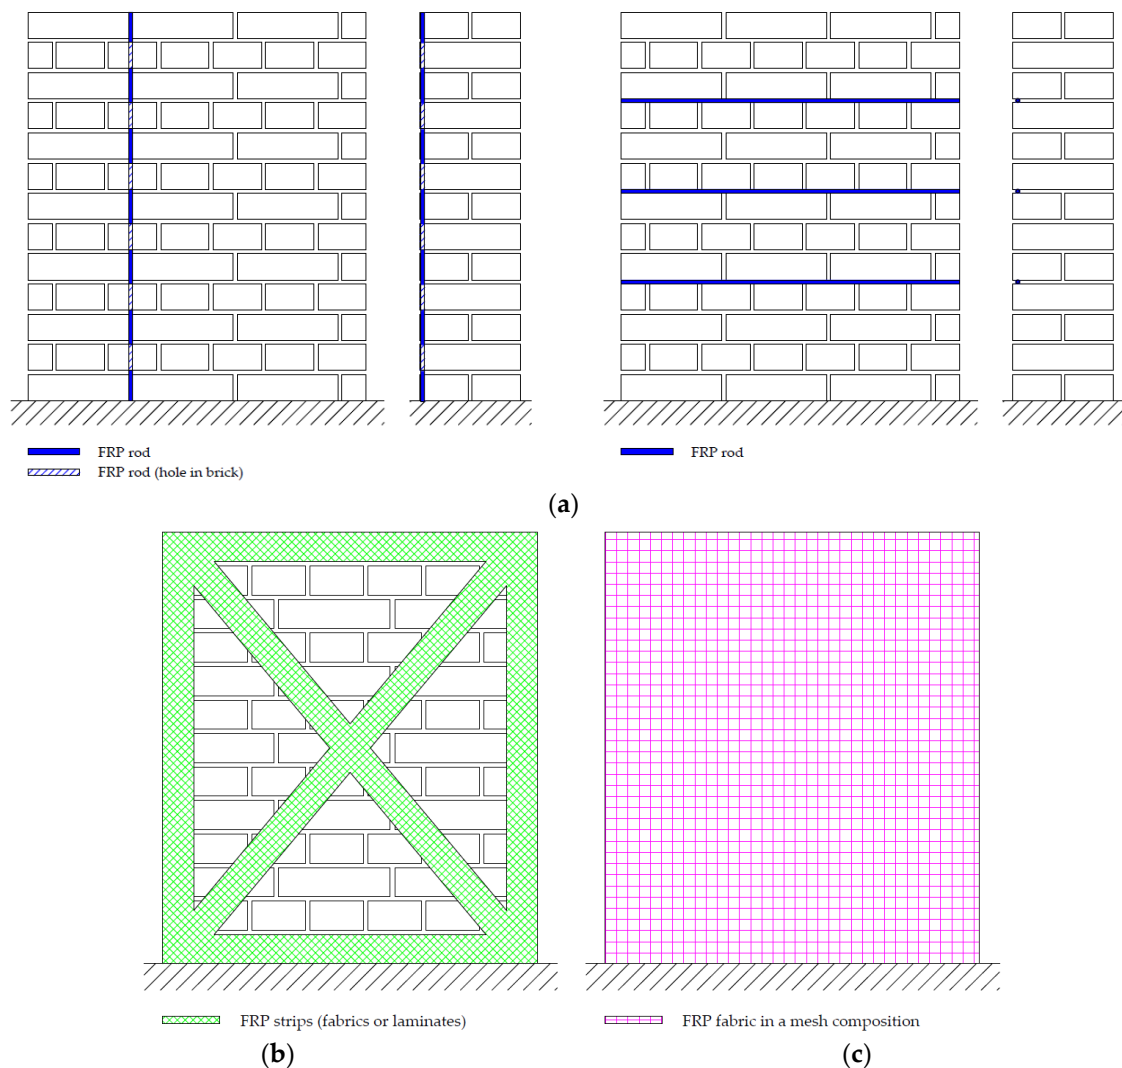 FRP rod
FRP rod (hole in brick)
FRP rod
(a)
FRP strips (fabrics or laminates)
FRP fabric in a mesh composition
(b)
(c)